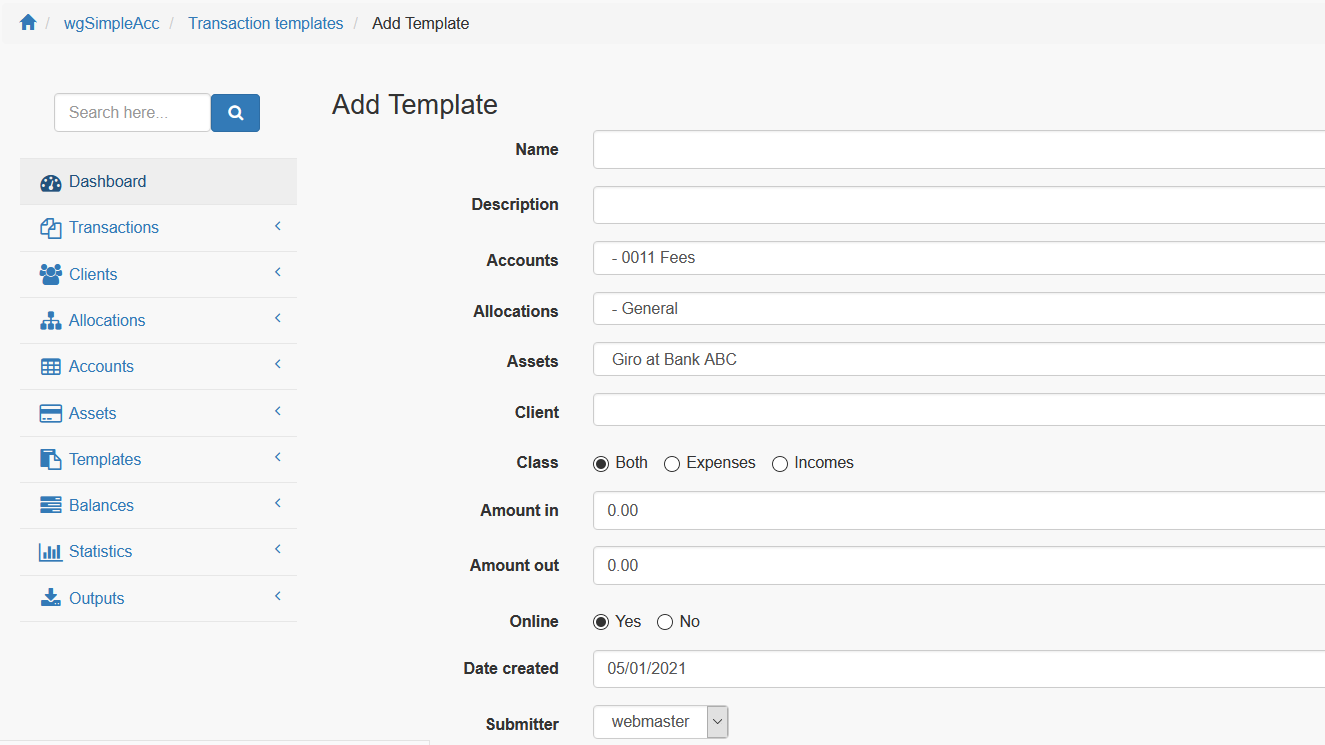 / wgSimpleAcc / Transaction templates / Add Template
Search here...
Dashboard
Transactions
Clients
Allocations
Accounts
Assets
Templates
Balances
Statistics
Outputs
Add Template
Name
Description
Accounts - 0011 Fees
Allocations - General
Assets Giro at Bank ABC
Client
Class Both Expenses Incomes
Amount in 0.00
Amount out 0.00
Online Yes No
Date created 05/01/2021
Submitter webmaster